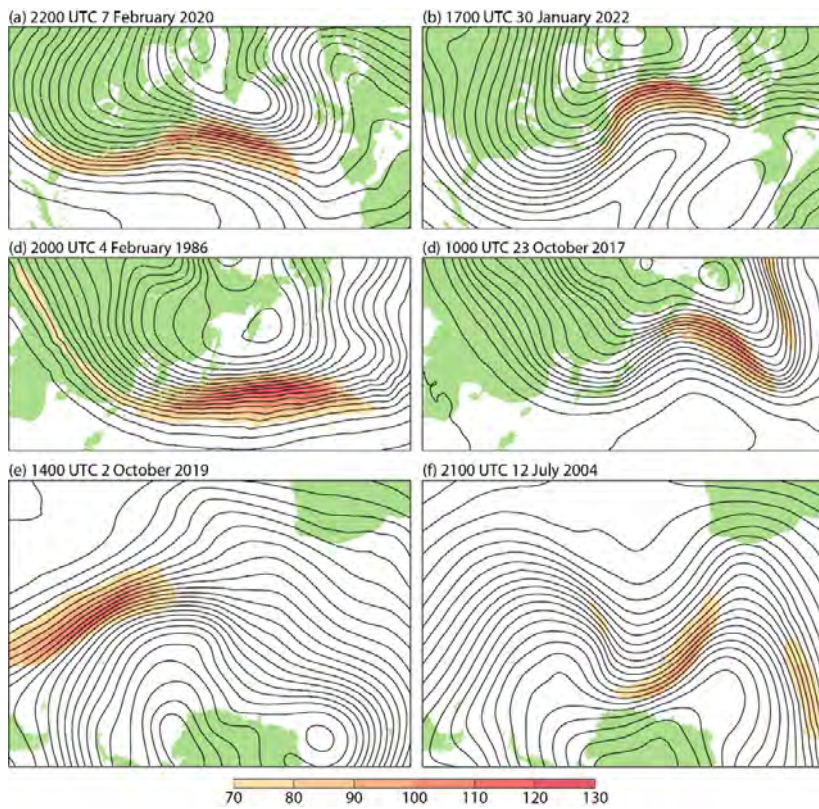 (a) 2200 UTC 7 February 2020
(b) 1700 UTC 30 January 2022
(d) 2000 UTC 4 February 1986
(d) 1000 UTC 23 October 2017
(e) 1400 UTC 2 October 2019
(f) 2100 UTC 12 July 2004
70 80 90 100 110 120 130